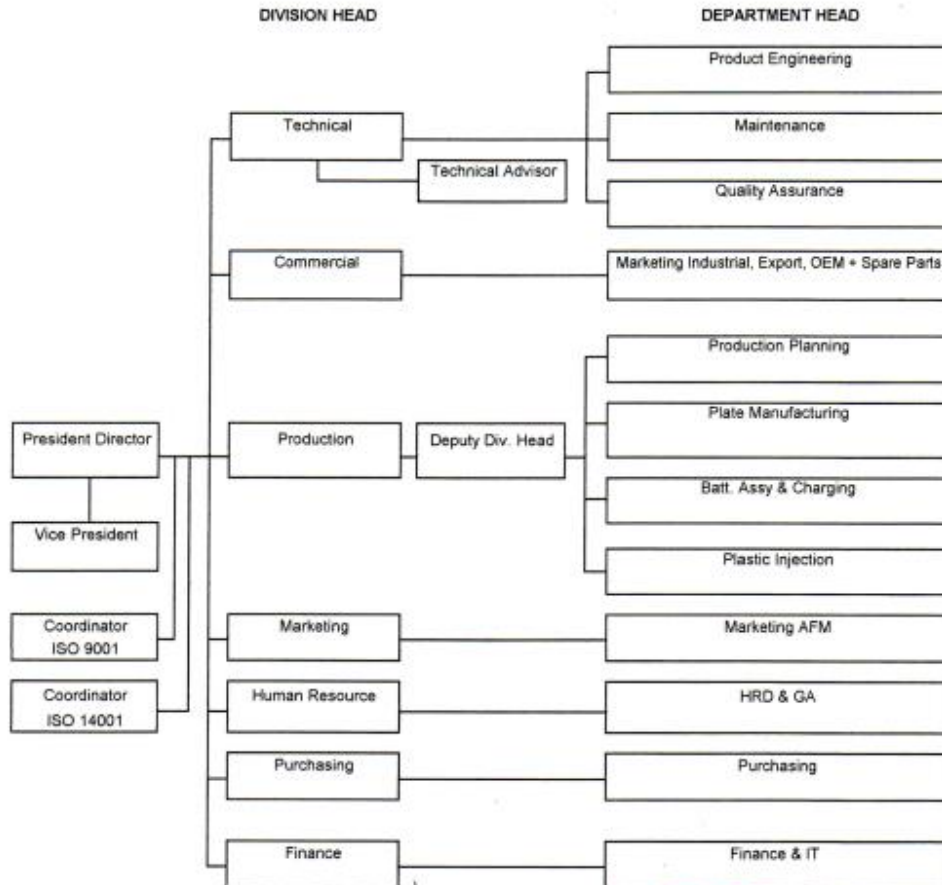 DIVISION HEAD
DEPARTMENT HEAD
Product Engineering
Technical
Maintenance
Technical Advisor
Quality Assurance
Commercial
Marketing Industrial, Export, OEM + Spare Parts
Production Planning
Plate Manufacturing
President Director
Production
Deputy Div. Head
Batt. Assy & Charging
Vice President
Plastic Injection
Coordinator
ISO 9001
Marketing
Marketing AFM
Coordinator
ISO 14001
Human Resource
HRD & GA
Purchasing
Purchasing
Finance
Finance & IT